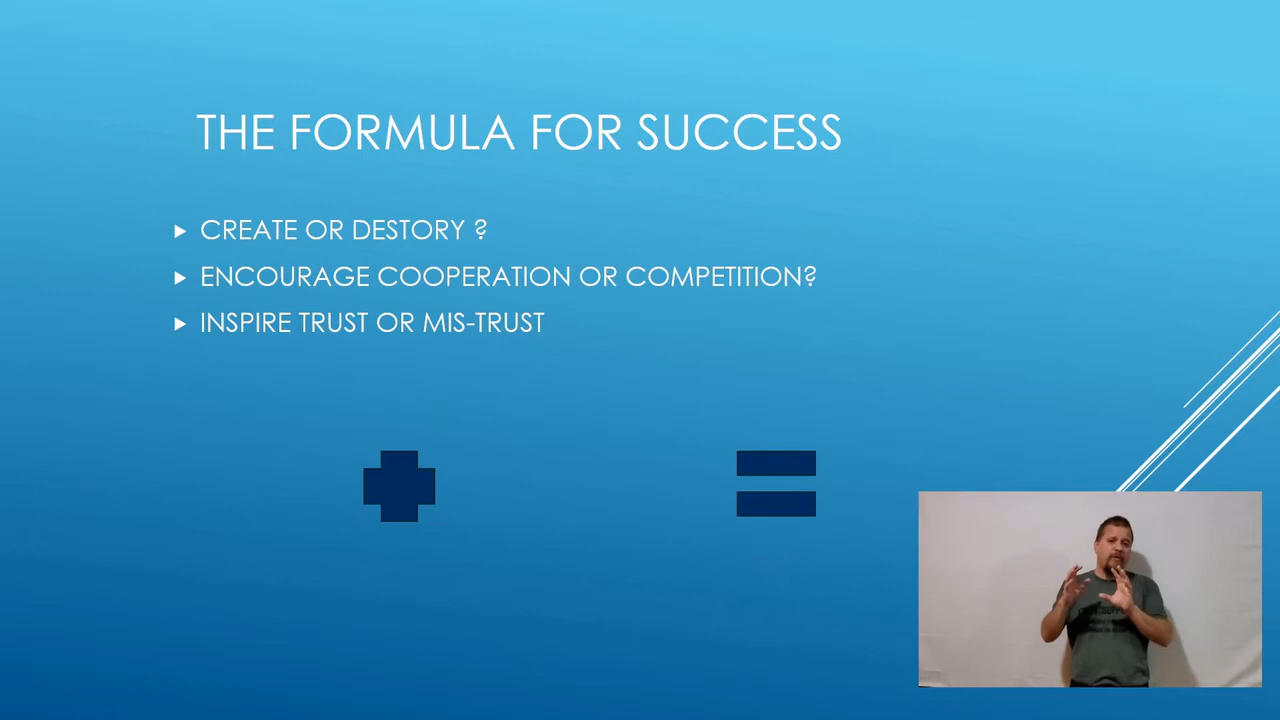 THE FORMULA FOR SUCCESS
CREATE OR DESTORY ?
ENCOURAGE COOPERATION OR COMPETITION?
INSPIRE TRUST OR MIS-TRUST